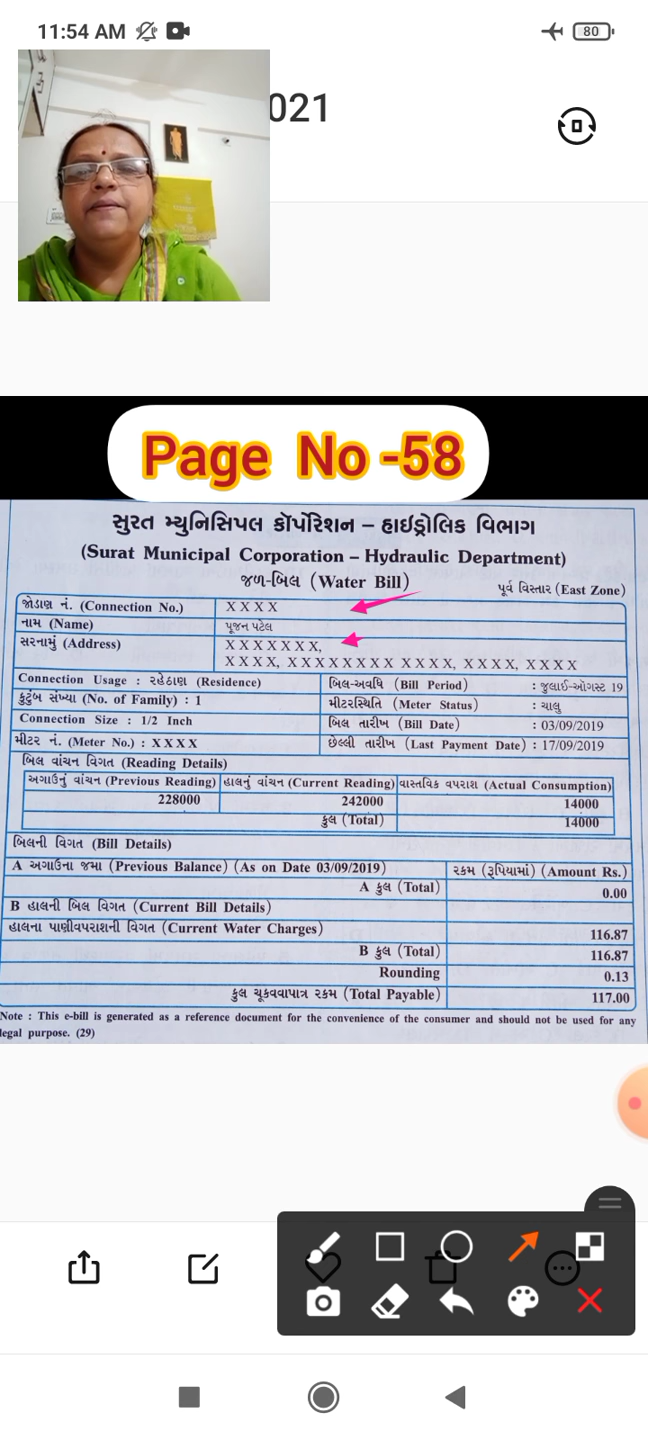 11:54 AM
80
021
Page No -58
સુરત મ્યુનિસિપલ કૉર્પોરેશન – હાઈડ્રોલિક વિભાગ
(Surat Municipal Corporation – Hydraulic Department)
જળ-બિલ (Water Bill)
પૂર્વ વિસ્તાર (East Zone)
જોડાણ નં. (Connection No.) X X X X
નામ (Name) પૂજન પટેલ
સરનામું (Address) X X X X X X X,
X X X X, X X X X X X X X X X X X, X X X X, X X X X
Connection Usage : રહેઠાણ (Residence) બિલ-અવધિ (Bill Period) : જુલાઈ-ઓગસ્ટ 19
કુટુંબ સંખ્યા (No. of Family) : 1 મીટરસ્થિતિ (Meter Status) : ચાલુ
Connection Size : 1/2 Inch બિલ તારીખ (Bill Date) : 03/09/2019
મીટર નં. (Meter No.) : X X X X છેલ્લી તારીખ (Last Payment Date) : 17/09/2019
બિલ વાંચન વિગત (Reading Details)
અગાઉનું વાંચન (Previous Reading) હાલનું વાંચન (Current Reading) વાસ્તવિક વપરાશ (Actual Consumption)
228000 242000 14000
કુલ (Total) 14000
બિલની વિગત (Bill Details)
A અગાઉના જમા (Previous Balance) (As on Date 03/09/2019) રકમ (રૂપિયામાં) (Amount Rs.)
A કુલ (Total) 0.00
B હાલની બિલ વિગત (Current Bill Details)
હાલના પાણીવપરાશની વિગત (Current Water Charges) 116.87
B કુલ (Total) 116.87
Rounding 0.13
કુલ ચૂકવવાપાત્ર રકમ (Total Payable) 117.00
Note : This e-bill is generated as a reference document for the convenience of the consumer and should not be used for any
legal purpose. (29)